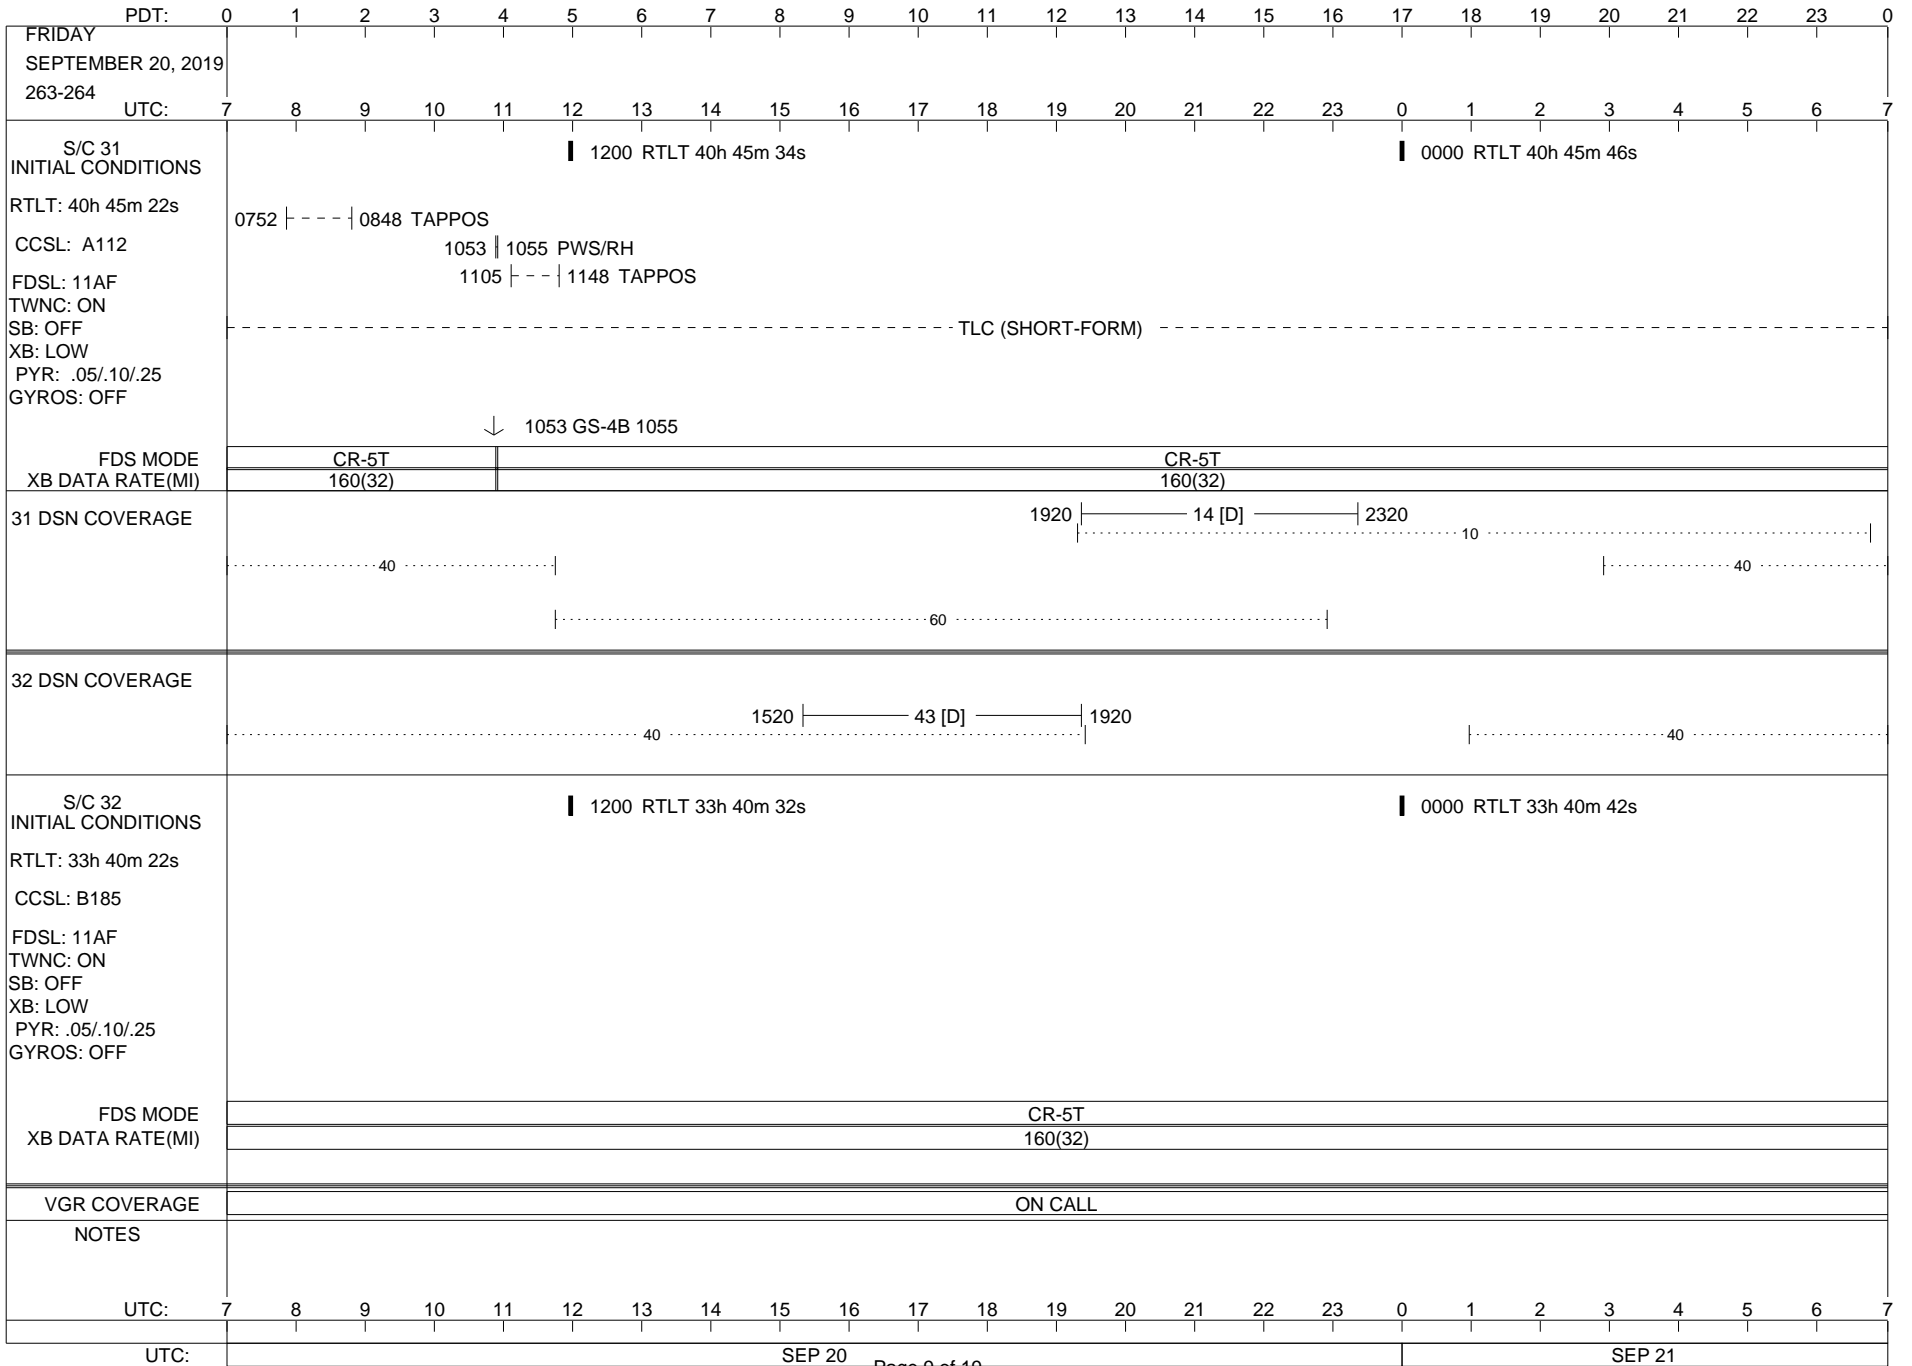 PDT: 0 1 2 3 4 5 6 7 8 9 10 11 12 13 14 15 16 17 18 19 20 21 22 23 0
FRIDAY
SEPTEMBER 20, 2019
263-264
UTC: 7 8 9 10 11 12 13 14 15 16 17 18 19 20 21 22 23 0 1 2 3 4 5 6 7
S/C 31
INITIAL CONDITIONS
1200 RTLT 40h 45m 34s
0000 RTLT 40h 45m 46s
RTLT: 40h 45m 22s
0752 0848 TAPPOS
CCSL: A112
1053 1055 PWS/RH
FDSL: 11AF
1105 1148 TAPPOS
TWNC: ON
SB: OFF
TLC (SHORT-FORM)
XB: LOW
PYR: .05/.10/.25
GYROS: OFF
1053 GS-4B 1055
FDS MODE CR-5T CR-5T
XB DATA RATE(MI) 160(32) 160(32)
31 DSN COVERAGE
1920 14 [D] 2320
10
40 40
60
32 DSN COVERAGE
1520 43 [D] 1920
40 40
S/C 32
INITIAL CONDITIONS
1200 RTLT 33h 40m 32s
0000 RTLT 33h 40m 42s
RTLT: 33h 40m 22s
CCSL: B185
FDSL: 11AF
TWNC: ON
SB: OFF
XB: LOW
PYR: .05/.10/.25
GYROS: OFF
FDS MODE CR-5T
XB DATA RATE(MI) 160(32)
VGR COVERAGE ON CALL
NOTES
UTC: 7 8 9 10 11 12 13 14 15 16 17 18 19 20 21 22 23 0 1 2 3 4 5 6 7
UTC: SEP 20 SEP 21